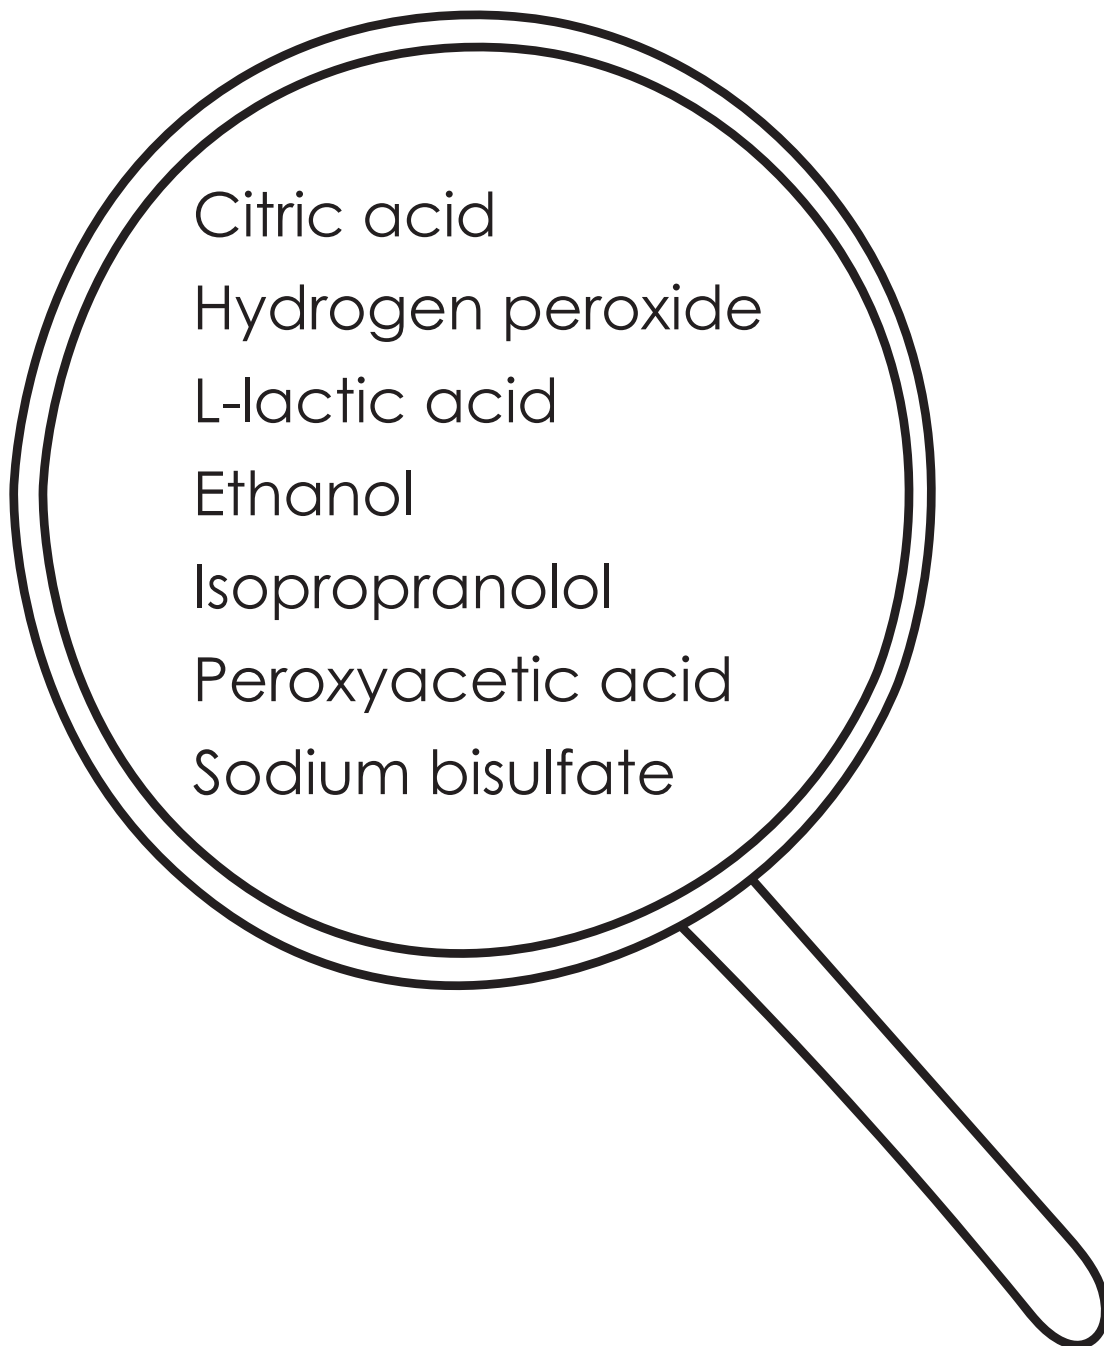 Citric acid
Hydrogen peroxide
L-lactic acid
Ethanol
Isopropranolol
Peroxyacetic acid
Sodium bisulfate